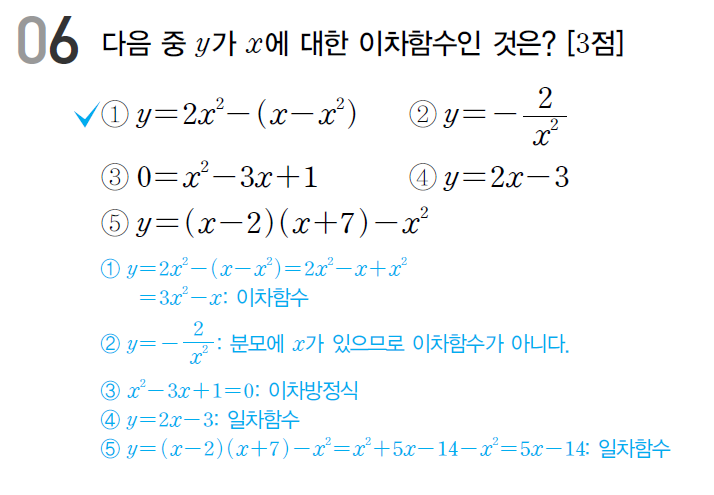 06 다음 중 y가 x에 대한 이차함수인 것은? [3점]
① y=2x²-(x-x²) ② y=-2/x²
③ 0=x²-3x+1 ④ y=2x-3
⑤ y=(x-2)(x+7)-x²
① y=2x²-(x-x²)=2x²-x+x²
=3x²-x: 이차함수
② y=-2/x²: 분모에 x가 있으므로 이차함수가 아니다.
③ x²-3x+1=0: 이차방정식
④ y=2x-3: 일차함수
⑤ y=(x-2)(x+7)-x²=x²+5x-14-x²=5x-14: 일차함수